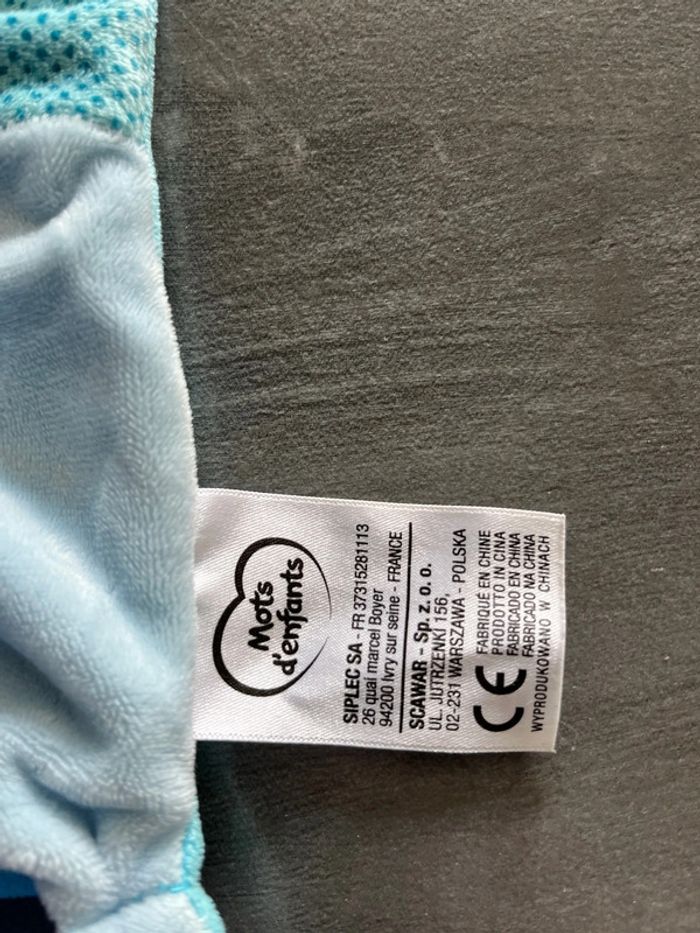 Mots
d'enfants
SIPLEC SA - FR 37315281113
26 quai marcel Boyer
94200 Ivry sur seine - FRANCE
SCAWAR - Sp. z. o. o.
UL. JUTRZENKI 156,
02-231 WARSZAWA - POLSKA
CE
FABRIQUÉ EN CHINE
PRODOTTO IN CINA
FABRICADO EN CHINA
FABRICADO NA CHINA
WYPRODUKOWANO W CHINACH